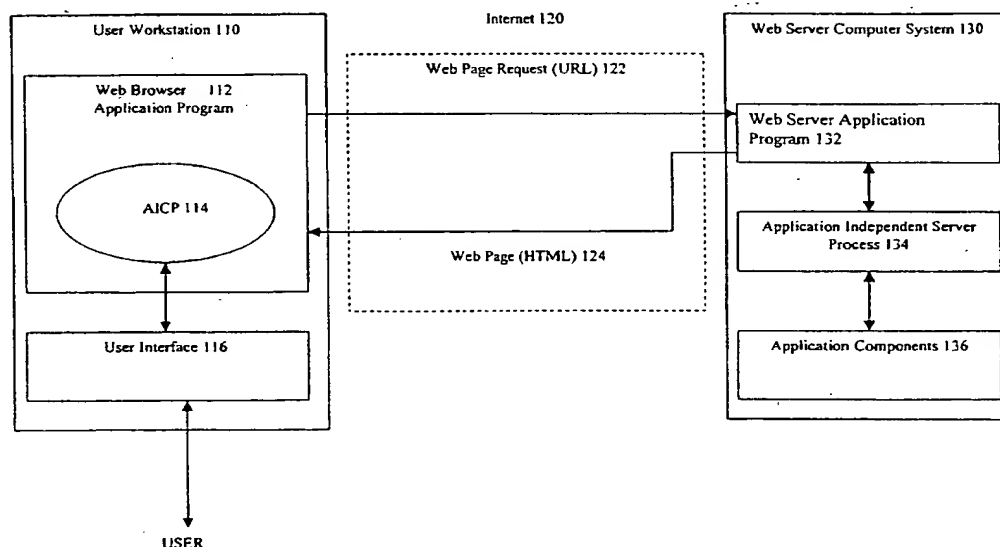 User Workstation 110
Web Browser 112
Application Program
AICP 114
User Interface 116
USER
Internet 120
Web Page Request (URL) 122
Web Page (HTML) 124
Web Server Computer System 130
Web Server Application
Program 132
Application Independent Server
Process 134
Application Components 136